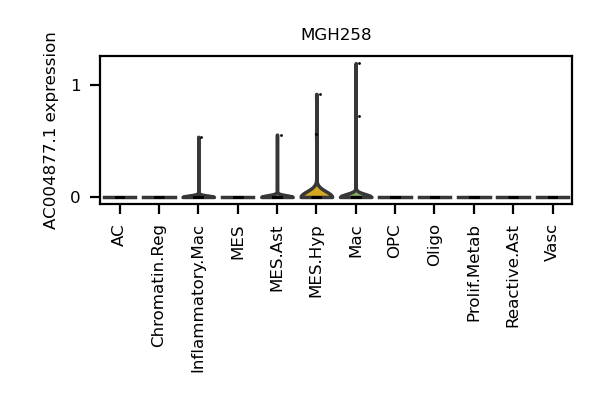 MGH258
AC004877.1 expression
1
0
AC
Chromatin.Reg
Inflammatory.Mac
MES
MES.Ast
MES.Hyp
Mac
OPC
Oligo
Prolif.Metab
Reactive.Ast
Vasc